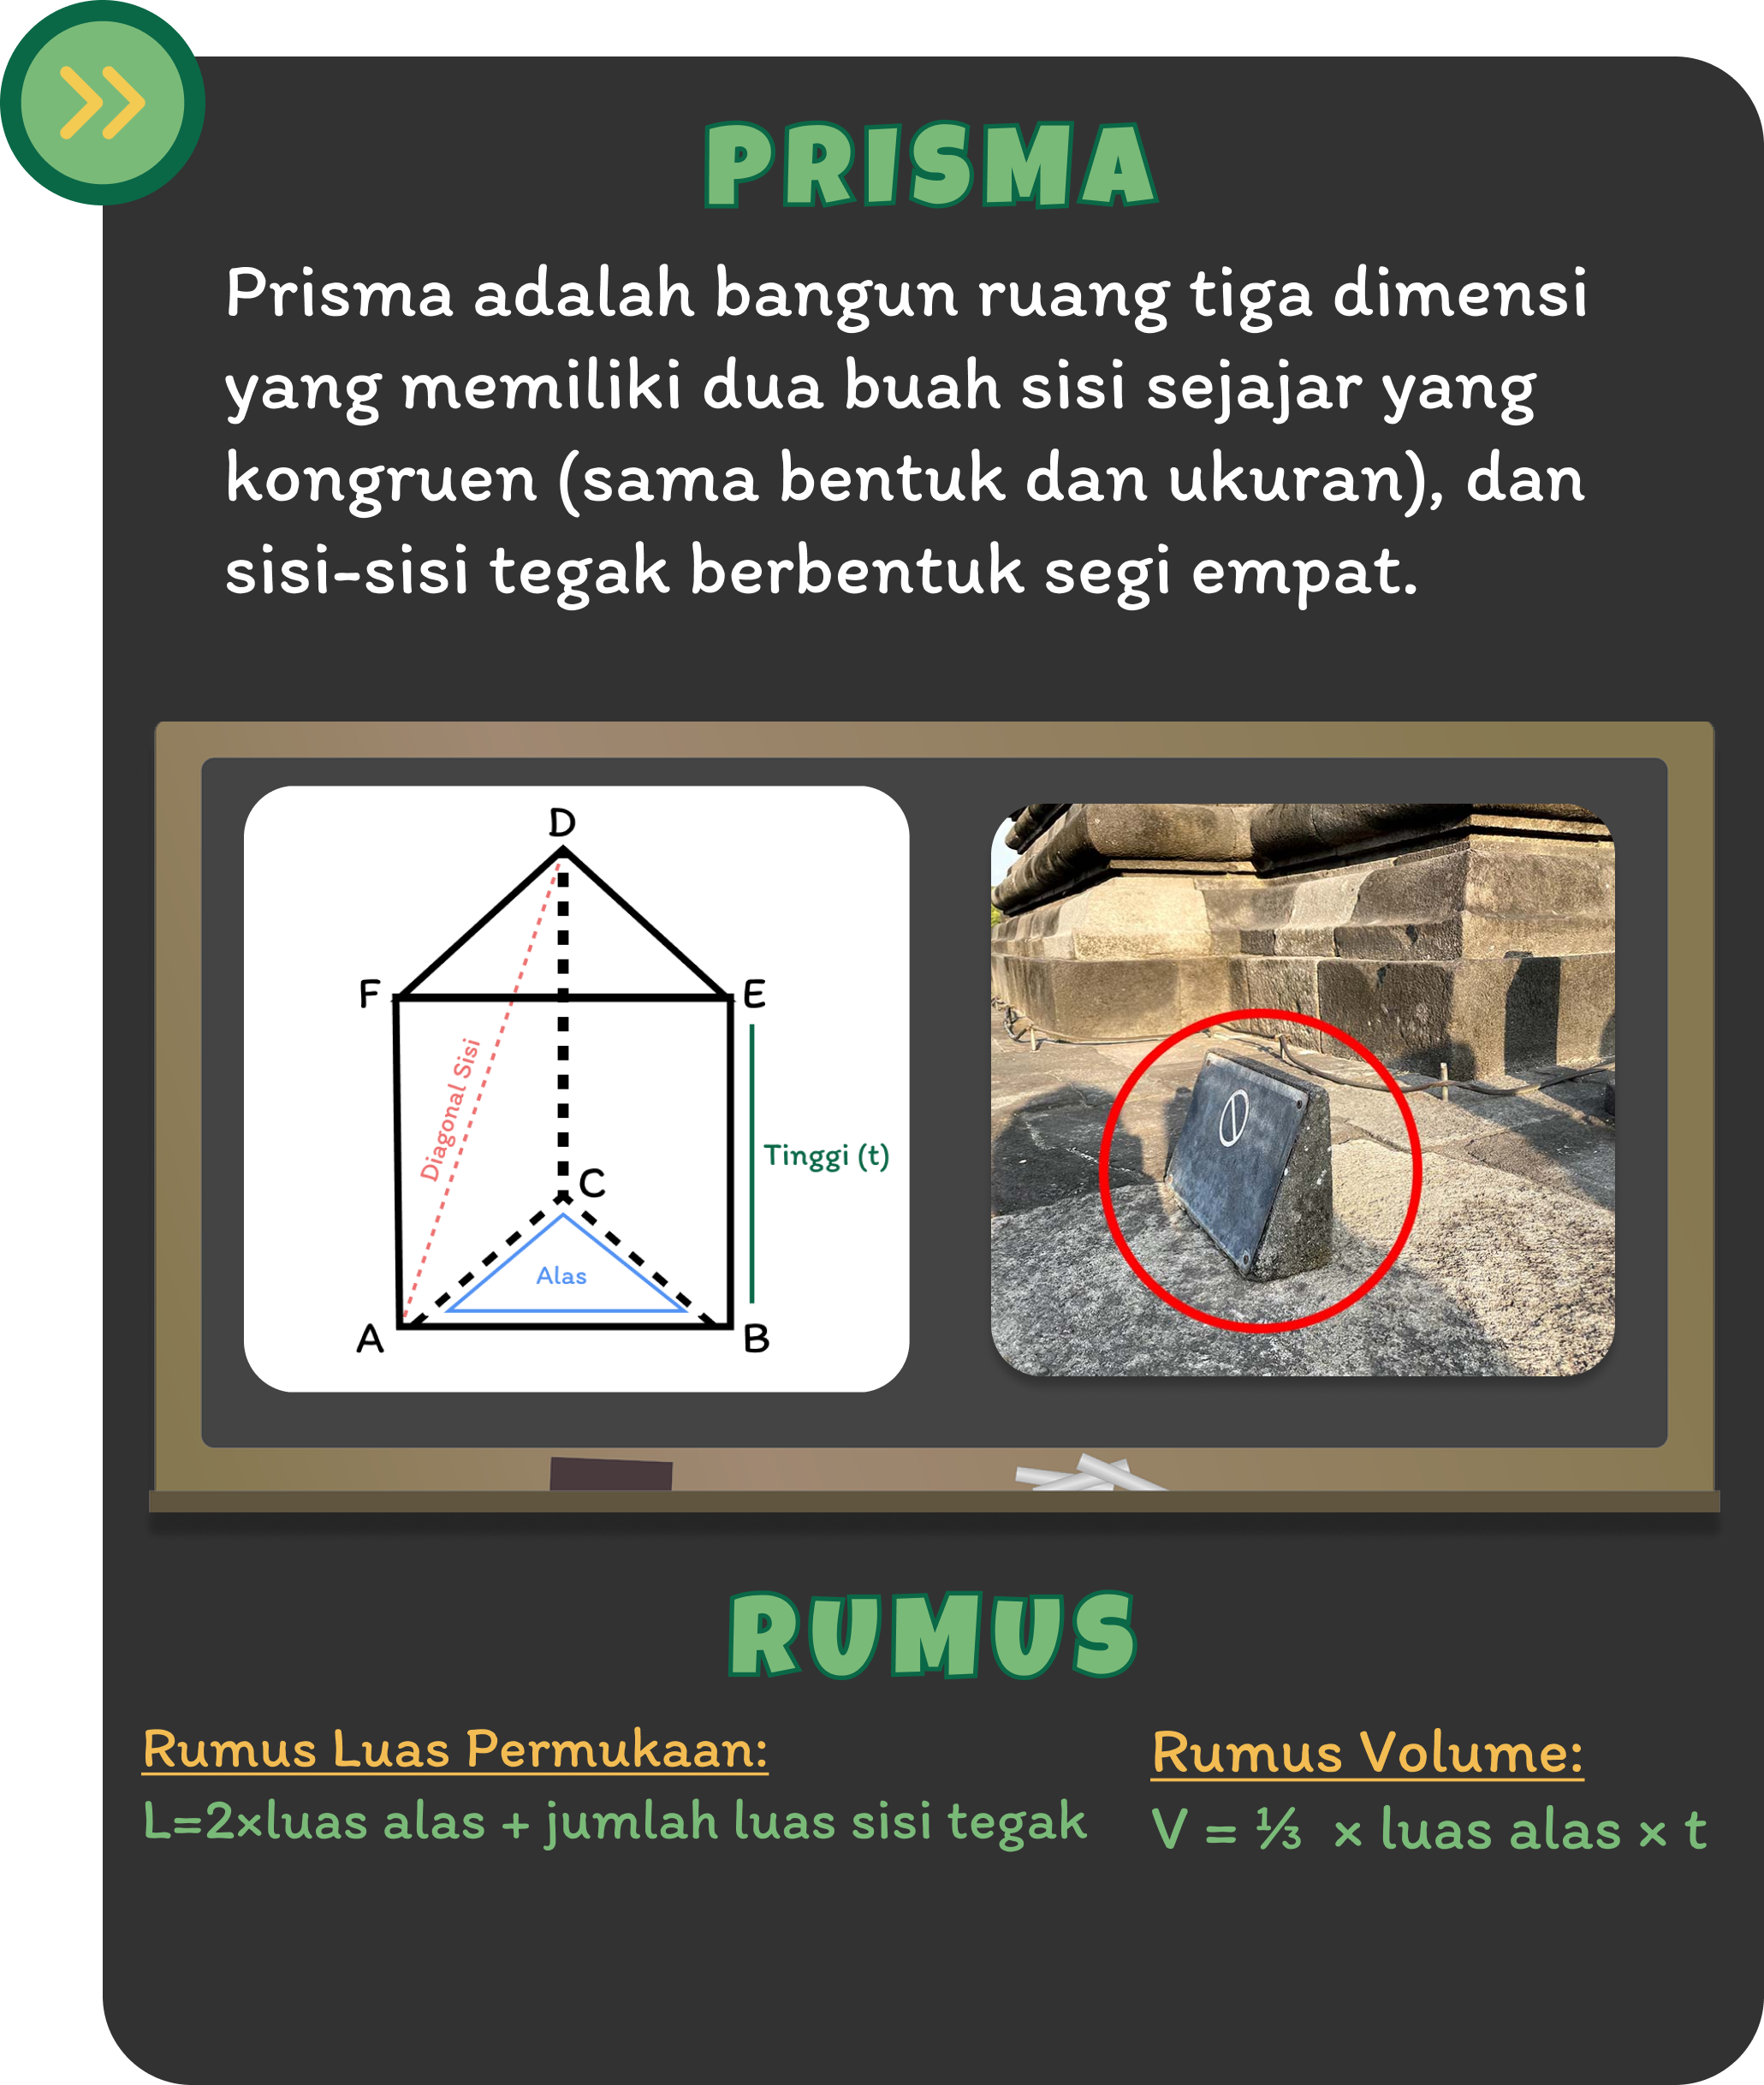 PRISMA
Prisma adalah bangun ruang tiga dimensi
yang memiliki dua buah sisi sejajar yang
kongruen (sama bentuk dan ukuran), dan
sisi-sisi tegak berbentuk segi empat.
D
F
E
Diagonal Sisi
Tinggi (t)
C
Alas
A
B
RUMUS
Rumus Luas Permukaan:
L=2×luas alas + jumlah luas sisi tegak
Rumus Volume:
V = ⅓ × luas alas × t